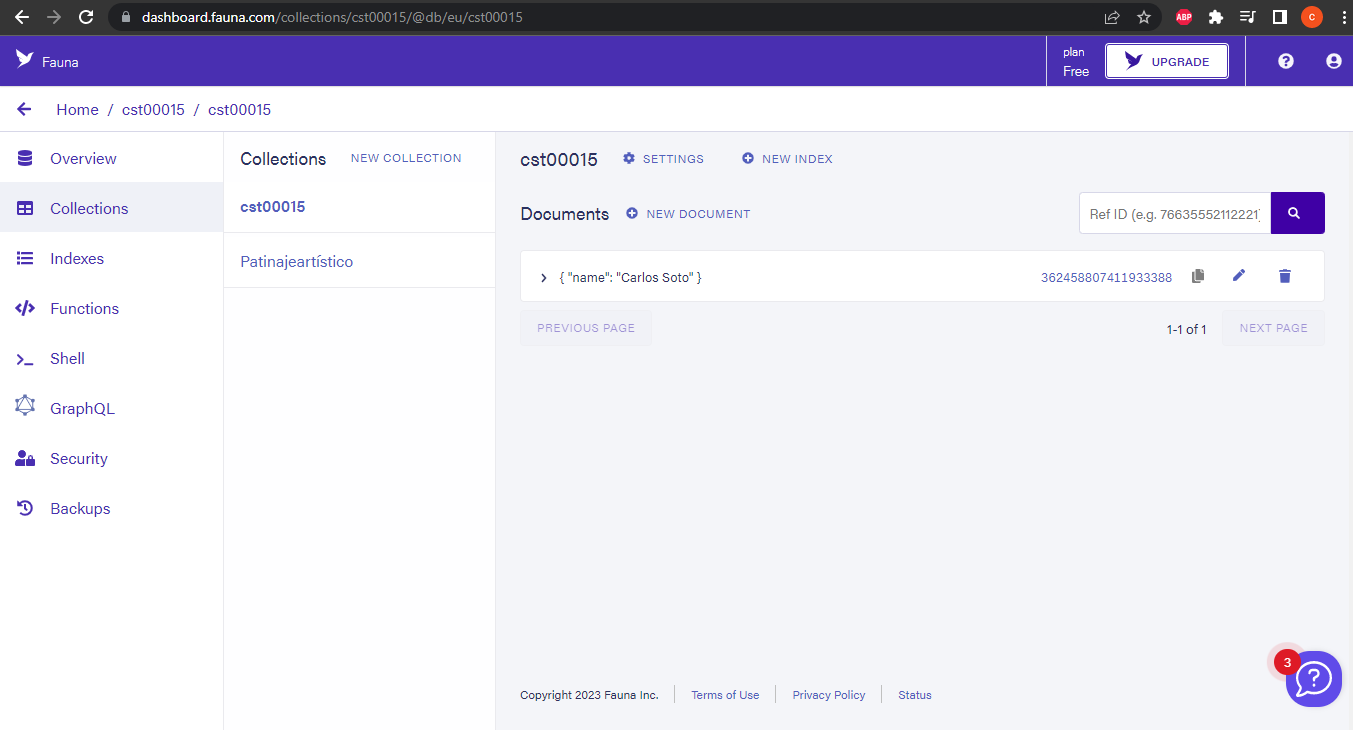 dashboard.fauna.com/collections/cst00015/@db/eu/cst00015
ABP
C
Fauna
plan
Free
UPGRADE
Home / cst00015 / cst00015
Overview
Collections
Indexes
Functions
Shell
GraphQL
Security
Backups
Collections NEW COLLECTION
cst00015
Patinajeartístico
cst00015 SETTINGS NEW INDEX
Documents NEW DOCUMENT
Ref ID (e.g. 76635552112221)
{ "name": "Carlos Soto" } 362458807411933388
PREVIOUS PAGE 1-1 of 1 NEXT PAGE
3
Copyright 2023 Fauna Inc. Terms of Use Privacy Policy Status